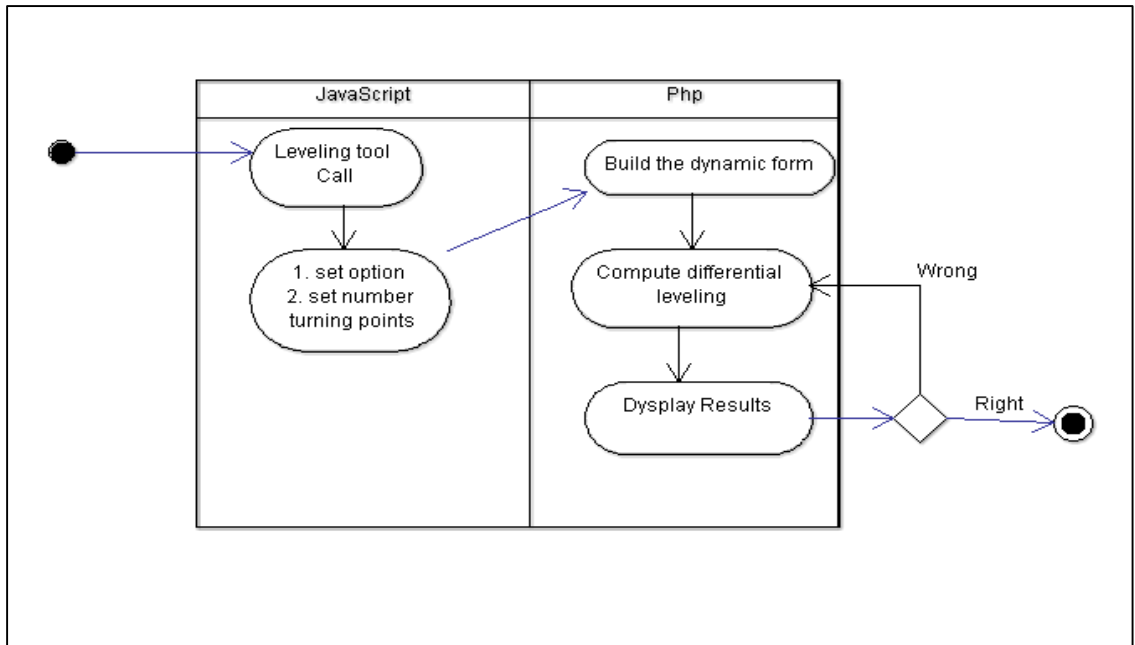 JavaScript
Php
Leveling tool
Call
1. set option
2. set number
turning points
Build the dynamic form
Compute differential
leveling
Dysplay Results
Wrong
Right